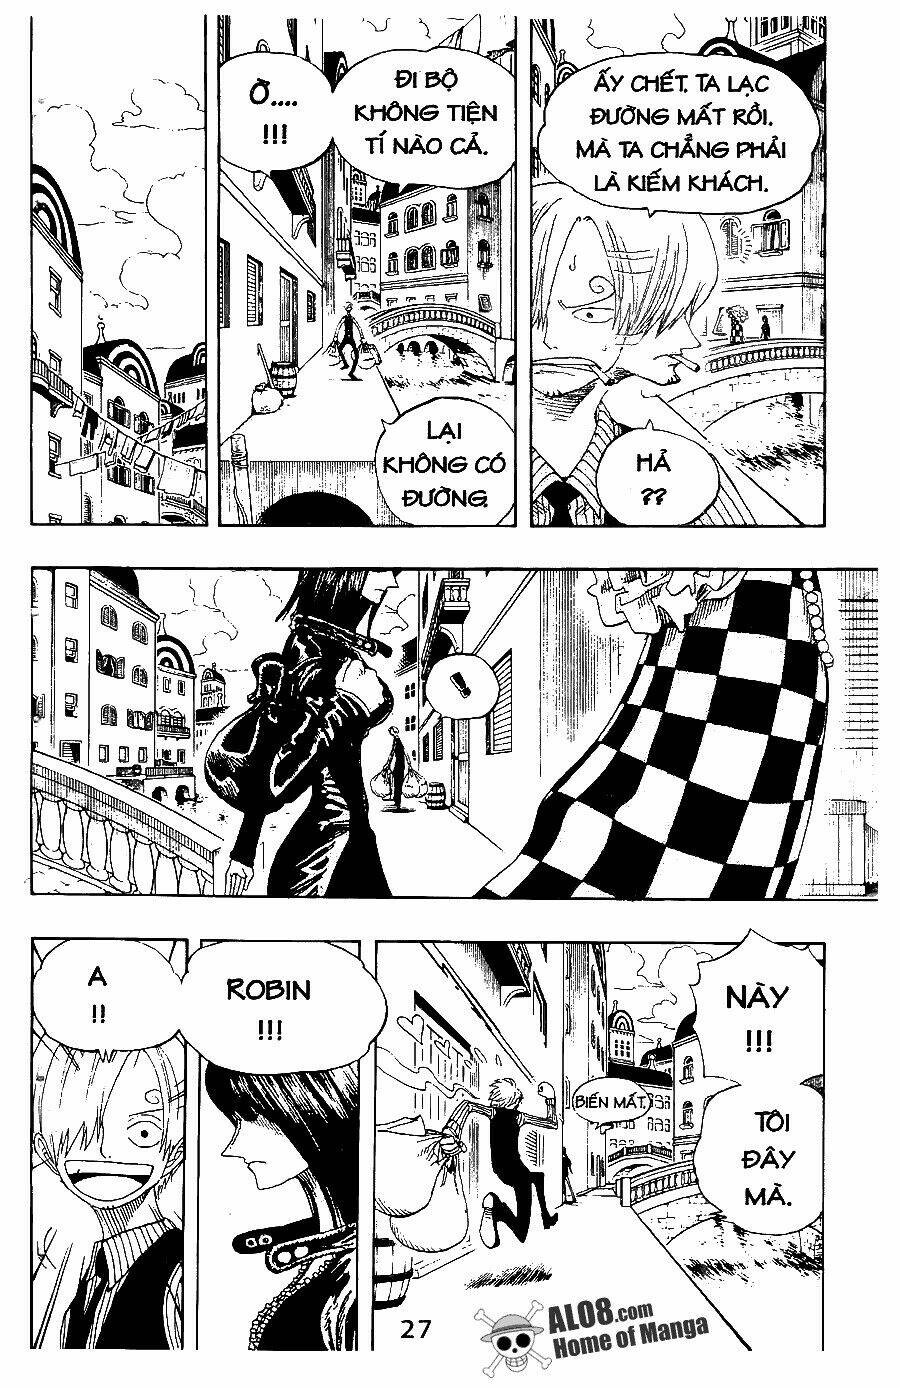 Ờ....
!!!
ĐI BỘ
KHÔNG TIỆN
TÍ NÀO CẢ.
LẠI
KHÔNG CÓ
ĐƯỜNG.
ẤY CHẾT. TA LẠC
ĐƯỜNG MẤT RỒI.
MÀ TA CHẲNG PHẢI
LÀ KIẾM KHÁCH.
HẢ
??
!
A
!!
ROBIN
!!!
NÀY
!!!
TÔI
ĐÂY
MÀ.
BIẾN MẤT.
27
ALO8.com
Home of Manga